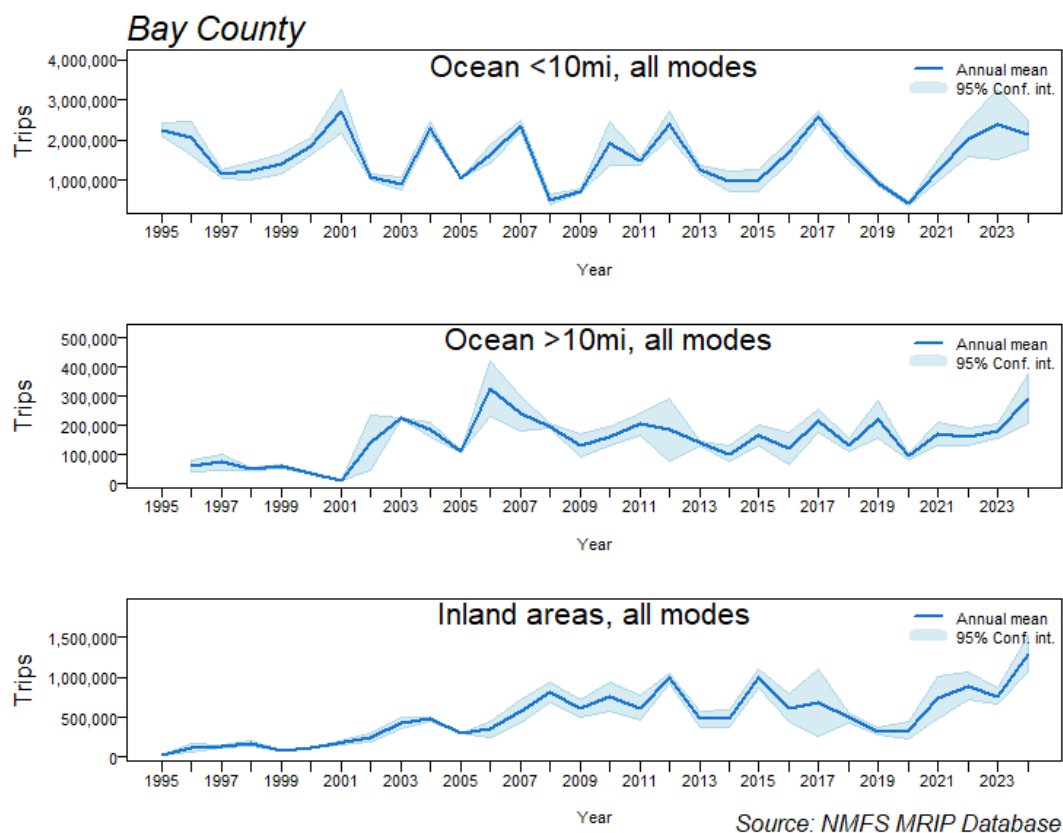 Bay County
Ocean <10mi, all modes
Annual mean
95% Conf. int.
4,000,000
3,000,000
2,000,000
1,000,000
Trips
1995 1997 1999 2001 2003 2005 2007 2009 2011 2013 2015 2017 2019 2021 2023
Year
Ocean >10mi, all modes
Annual mean
95% Conf. int.
500,000
400,000
300,000
200,000
100,000
0
Trips
1995 1997 1999 2001 2003 2005 2007 2009 2011 2013 2015 2017 2019 2021 2023
Year
Inland areas, all modes
Annual mean
95% Conf. int.
1,500,000
1,000,000
500,000
0
Trips
1995 1997 1999 2001 2003 2005 2007 2009 2011 2013 2015 2017 2019 2021 2023
Year
Source: NMFS MRIP Database